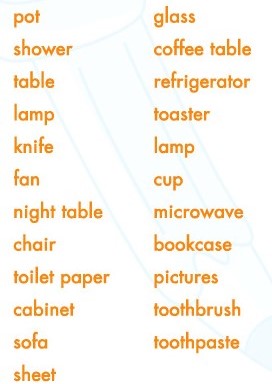 pot
shower
table
lamp
knife
fan
night table
chair
toilet paper
cabinet
sofa
sheet
glass
coffee table
refrigerator
toaster
lamp
cup
microwave
bookcase
pictures
toothbrush
toothpaste